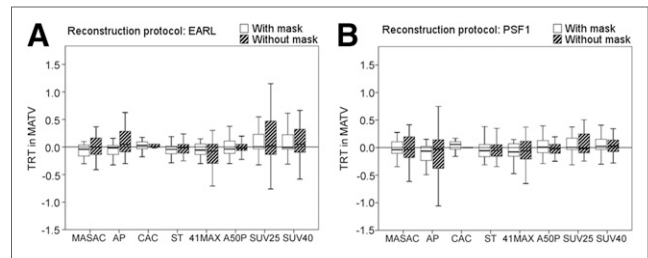 A
Reconstruction protocol: EARL
With mask
Without mask
TRT in MATV
1.5
1.0
0.5
0.0
-0.5
-1.0
-1.5
MASAC AP CAC ST 41MAX A50P SUV25 SUV40
B
Reconstruction protocol: PSF1
With mask
Without mask
TRT in MATV
1.5
1.0
0.5
0.0
-0.5
-1.0
-1.5
MASAC AP CAC ST 41MAX A50P SUV25 SUV40